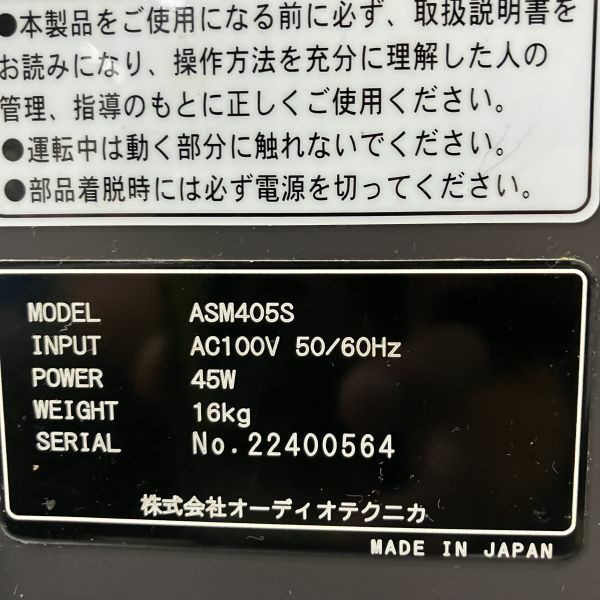 ●本製品をご使用になる前に必ず、取扱説明書を
お読みになり、操作方法を充分に理解した人の
管理、指導のもとに正しくご使用ください。
●運転中は動く部分に触れないでください。
●部品着脱時には必ず電源を切ってください。
MODEL ASM405S
INPUT AC100V 50/60Hz
POWER 45W
WEIGHT 16kg
SERIAL No.22400564
株式会社オーディオテクニカ
MADE IN JAPAN